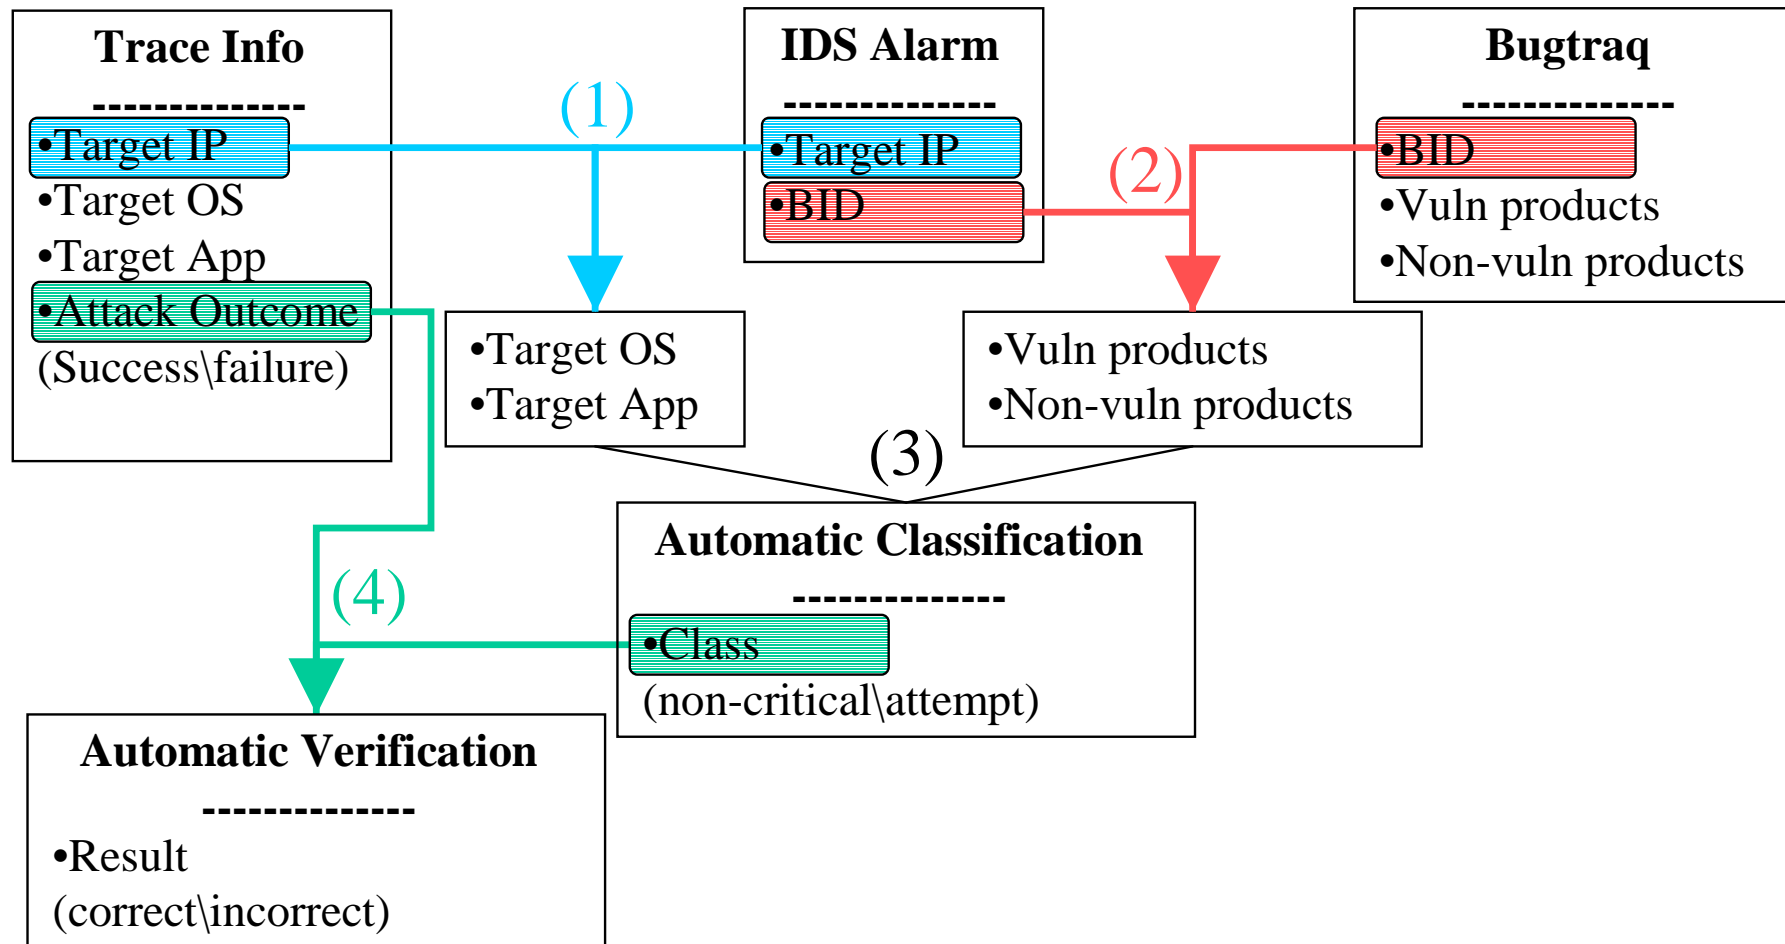 Trace Info
--------------
•Target IP
•Target OS
•Target App
•Attack Outcome
(Success\failure)
(1)
IDS Alarm
--------------
•Target IP
•BID
(2)
Bugtraq
--------------
•BID
•Vuln products
•Non-vuln products
•Target OS
•Target App
•Vuln products
•Non-vuln products
(3)
Automatic Classification
--------------
•Class
(non-critical\attempt)
(4)
Automatic Verification
--------------
•Result
(correct\incorrect)